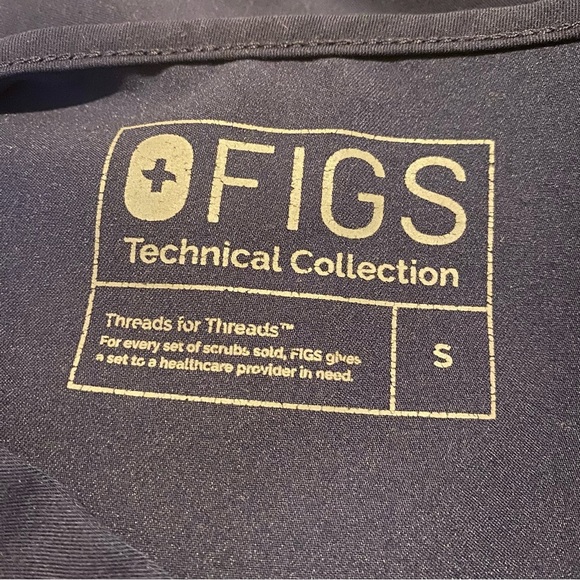 FIGS
Technical Collection
Threads for Threads™
For every set of scrubs sold, FIGS gives
a set to a healthcare provider in need.
S